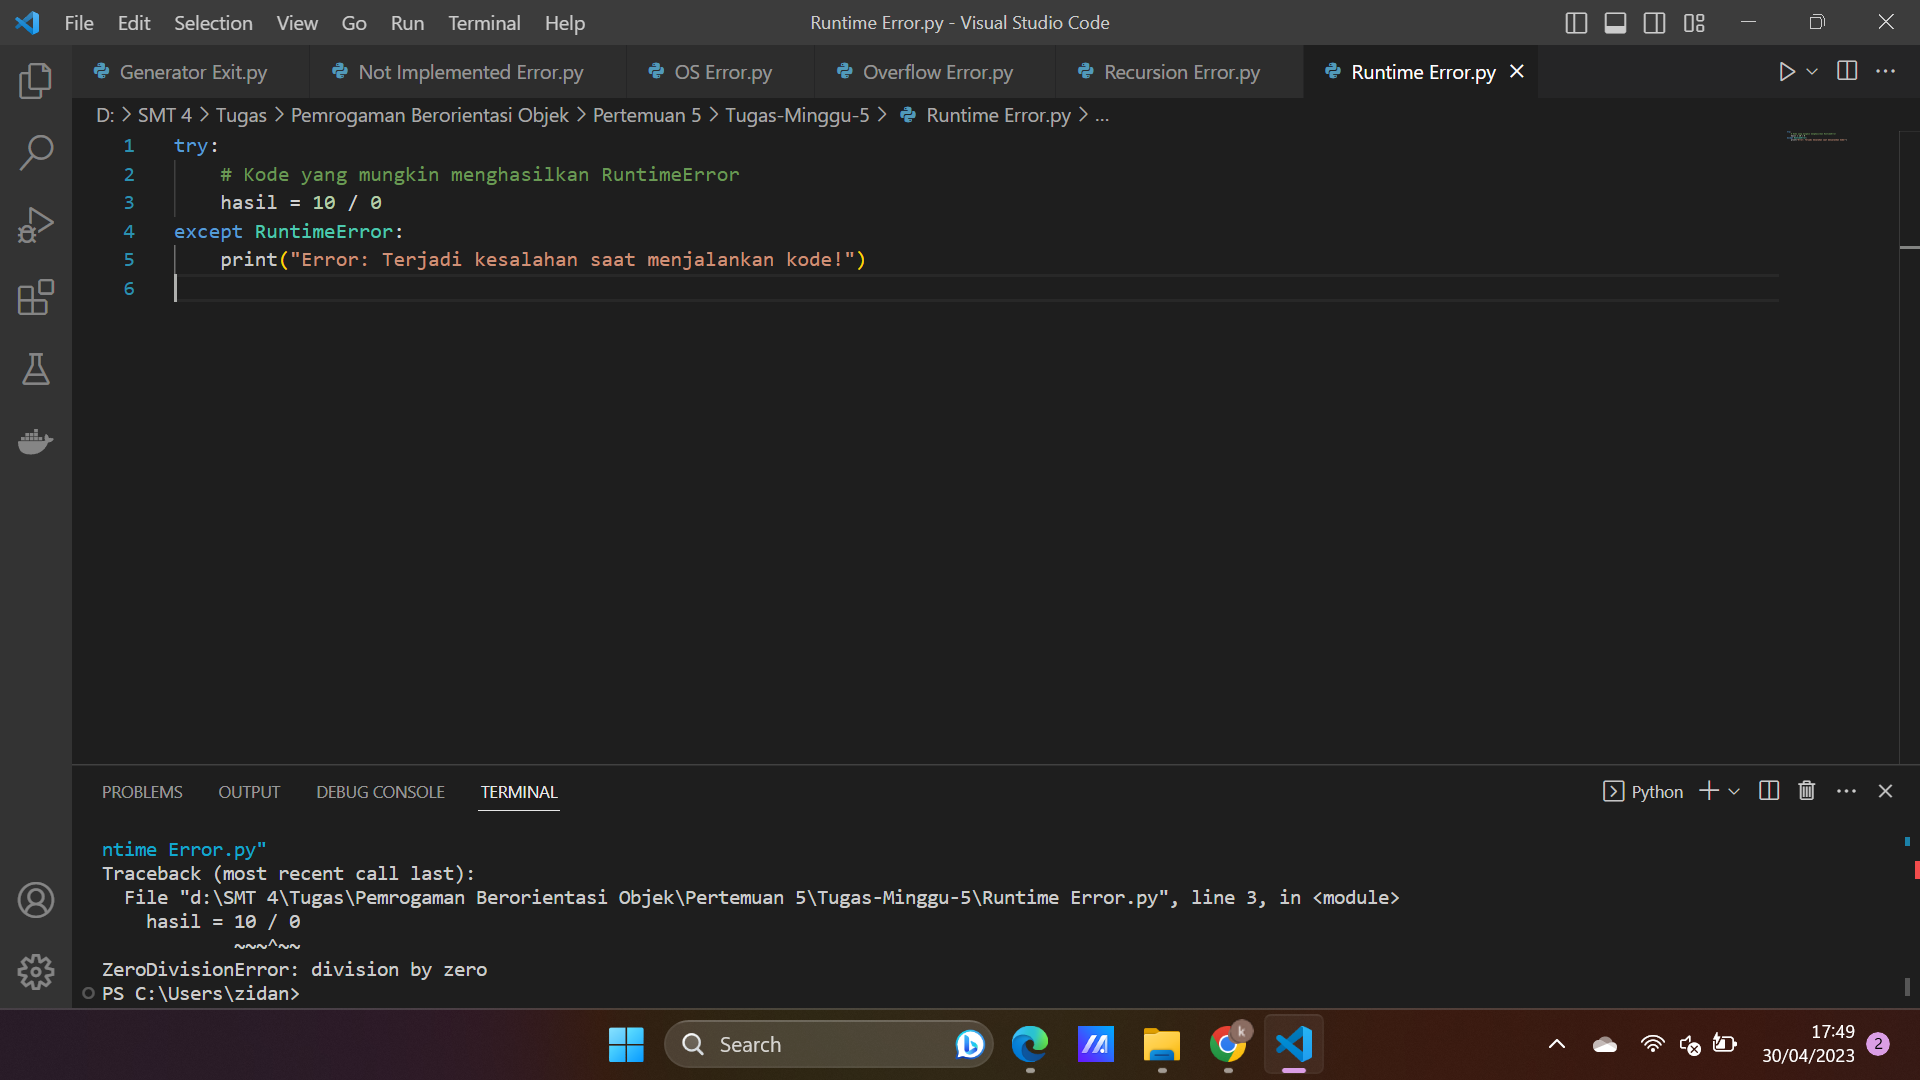 File Edit Selection View Go Run Terminal Help Runtime Error.py - Visual Studio Code
Generator Exit.py Not Implemented Error.py OS Error.py Overflow Error.py Recursion Error.py Runtime Error.py
D: > SMT 4 > Tugas > Pemrogaman Berorientasi Objek > Pertemuan 5 > Tugas-Minggu-5 > Runtime Error.py > ...
1 try:
2     # Kode yang mungkin menghasilkan RuntimeError
3     hasil = 10 / 0
4 except RuntimeError:
5     print("Error: Terjadi kesalahan saat menjalankan kode!")
6
PROBLEMS OUTPUT DEBUG CONSOLE TERMINAL Python
ntime Error.py"
Traceback (most recent call last):
  File "d:\SMT 4\Tugas\Pemrogaman Berorientasi Objek\Pertemuan 5\Tugas-Minggu-5\Runtime Error.py", line 3, in <module>
    hasil = 10 / 0
            ~~~^~~
ZeroDivisionError: division by zero
PS C:\Users\zidan>
Search k 17:49
30/04/2023 2